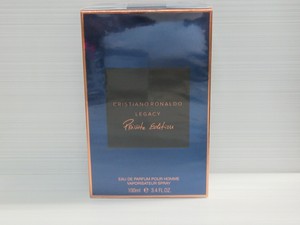 CRISTIANO RONALDO
LEGACY
Private Edition
EAU DE PARFUM POUR HOMME
VAPORISATEUR SPRAY
100ml ℮ 3.4 FL.OZ.